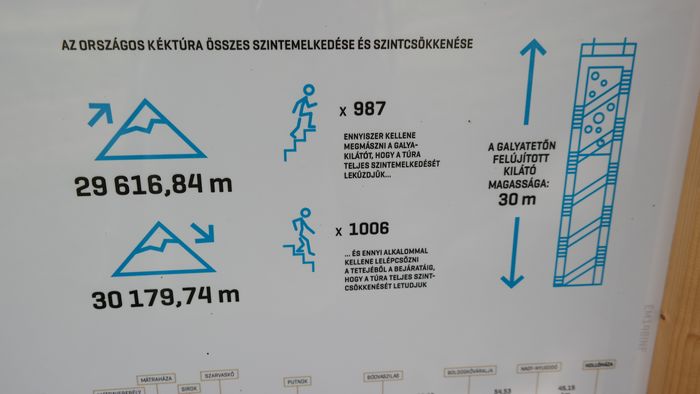 AZ ORSZÁGOS KÉKTÚRA ÖSSZES SZINTEMELKEDÉSE ÉS SZINTCSÖKKENÉSE
29 616,84 m
x 987
ENNYISZER KELLENE
MEGMÁSZNI A GALYA-
KILÁTÓT, HOGY A TÚRA
TELJES SZINTEMELKEDÉSÉT
LEKÜZDJÜK...
30 179,74 m
x 1006
... ÉS ENNYI ALKALOMMAL
KELLENE LELÉPCSŐZNI
A TETEJÉBŐL A BEJÁRATÁIG,
HOGY A TÚRA TELJES SZINT-
CSÖKKENÉSÉT LETUDJUK
A GALYATETŐN
FELÚJÍTOTT
KILÁTÓ
MAGASSÁGA:
30 m
MÁTRAHÁZA
SIROK
SZARVASKŐ
PUTNOK
BÓDVASZILAS
BOLDOGKŐVÁRALJA
NAGY-NYUGODÓ
HOLLÓHÁZA